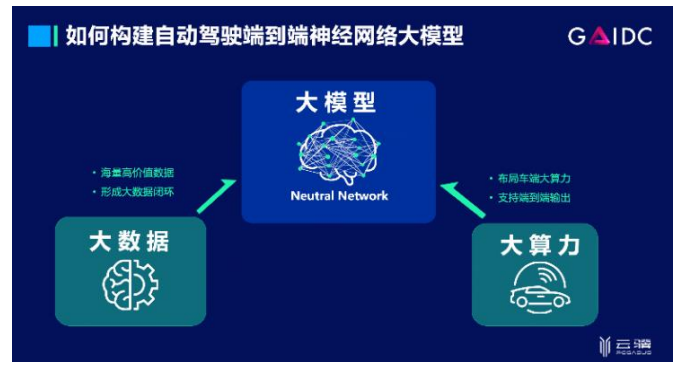 如何构建自动驾驶端到端神经网络大模型
GAIDC
大模型
Neutral Network
· 海量高价值数据
· 形成大数据闭环
· 布局车端大算力
· 支持端到端输出
大数据
大算力
云骥
PEGASUS